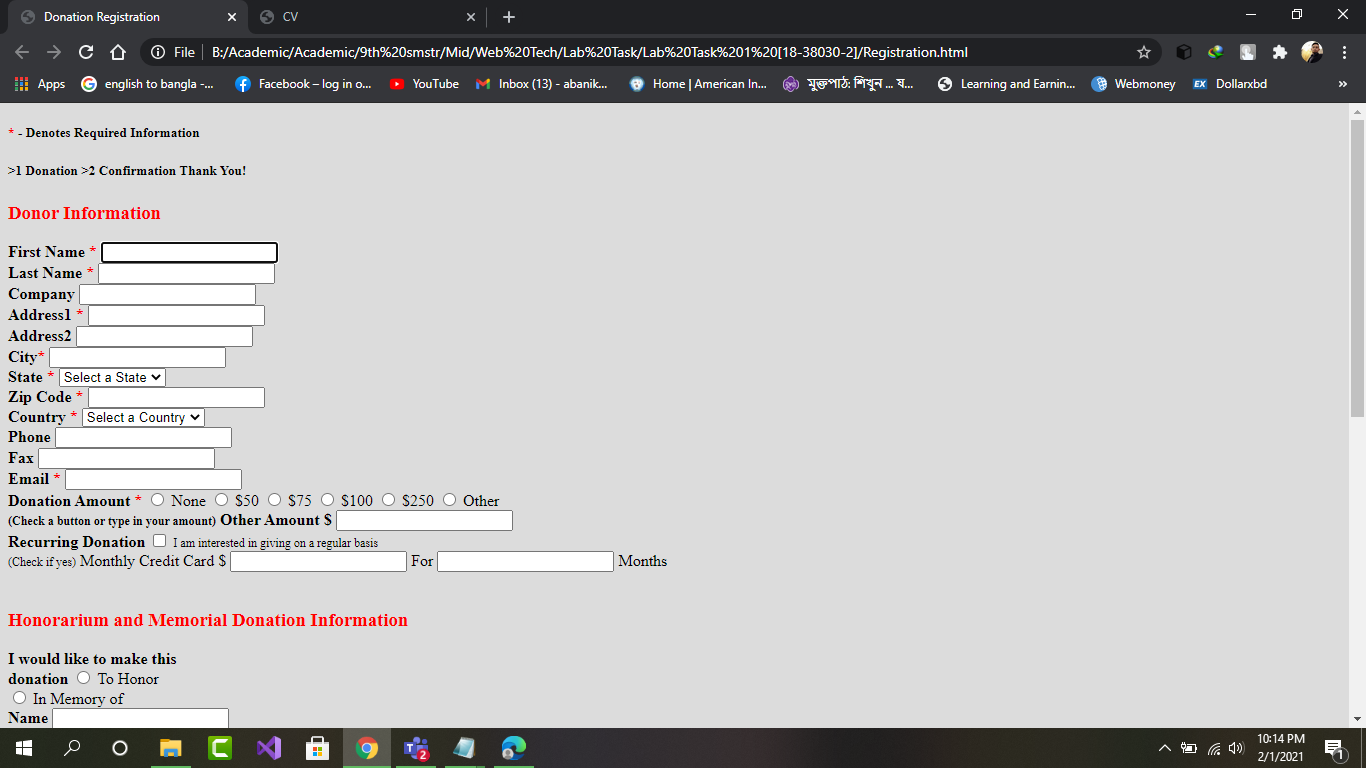 Donation Registration
CV
File
B:/Academic/Academic/9th%20smstr/Mid/Web%20Tech/Lab%20Task/Lab%20Task%201%20[18-38030-2]/Registration.html
Apps
english to bangla -...
Facebook – log in o...
YouTube
Inbox (13) - abanik...
Home | American In...
মুক্তপাঠ: শিখুন ... য...
Learning and Earnin...
Webmoney
EX Dollarxbd
»
* - Denotes Required Information
>1 Donation >2 Confirmation Thank You!
Donor Information
First Name *
Last Name *
Company
Address1 *
Address2
City*
State * Select a State
Zip Code *
Country * Select a Country
Phone
Fax
Email *
Donation Amount * None $50 $75 $100 $250 Other
(Check a button or type in your amount) Other Amount $
Recurring Donation I am interested in giving on a regular basis
(Check if yes) Monthly Credit Card $ For Months
Honorarium and Memorial Donation Information
I would like to make this
donation To Honor
In Memory of
Name
2
10:14 PM
2/1/2021
1